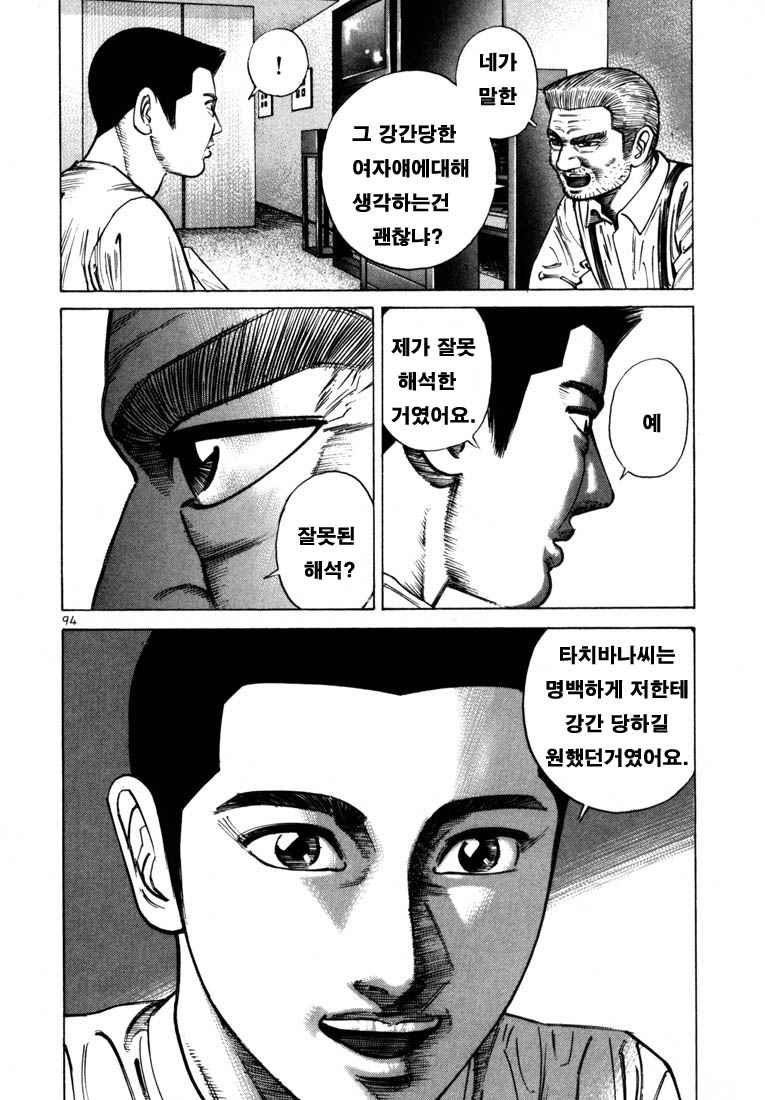 네가
말한
그 강간당한
여자애에대해
생각하는건
괜찮냐?
!
예
제가 잘못
해석한
거였어요.
잘못된
해석?
94
타치바나씨는
명백하게 저한테
강간 당하길
원했던거였어요.